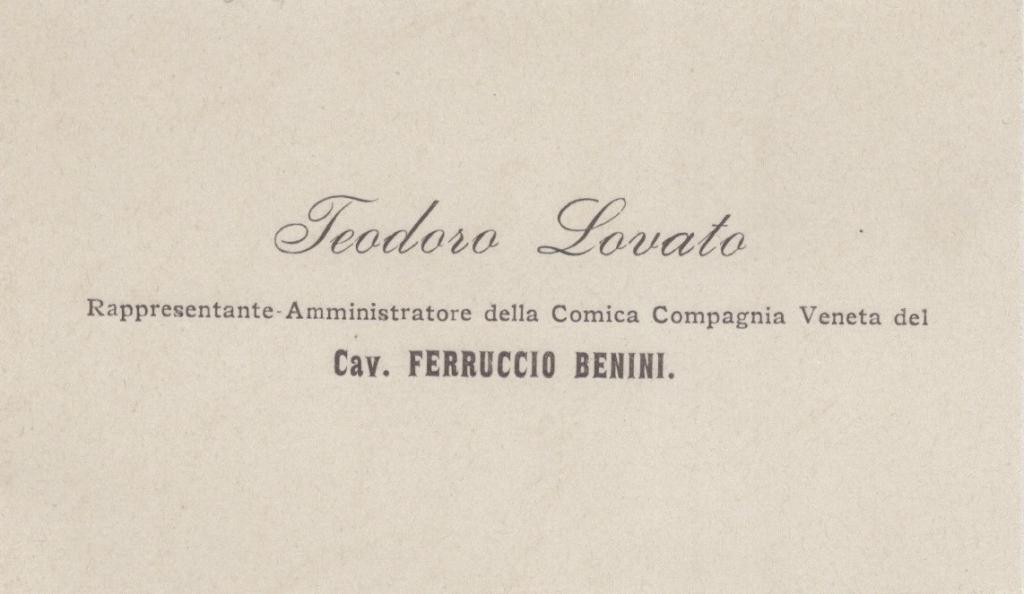 Teodoro Lovato
Rappresentante-Amministratore della Comica Compagnia Veneta del
Cav. FERRUCCIO BENINI.